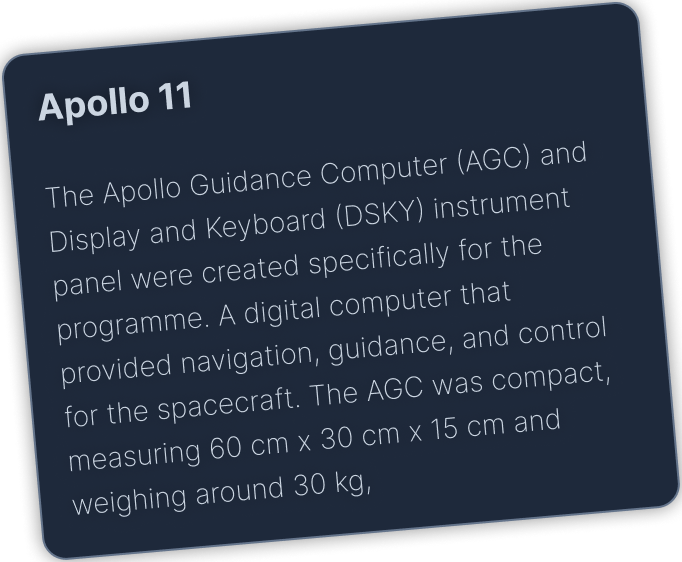 Apollo 11
The Apollo Guidance Computer (AGC) and
Display and Keyboard (DSKY) instrument
panel were created specifically for the
programme. A digital computer that
provided navigation, guidance, and control
for the spacecraft. The AGC was compact,
measuring 60 cm x 30 cm x 15 cm and
weighing around 30 kg,